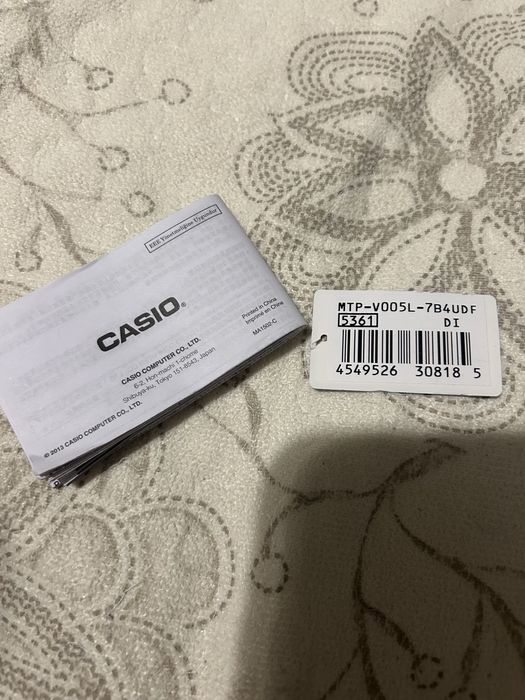 EEE Yönetmeliğine Uygundur
CASIO®
Printed in China
Imprimé en Chine
MA1502-C
CASIO COMPUTER CO., LTD.
6-2, Hon-machi 1-chome
Shibuya-ku, Tokyo 151-8543, Japan
© 2013 CASIO COMPUTER CO., LTD.
MTP-V005L-7B4UDF
5361 DI
4549526 30818 5